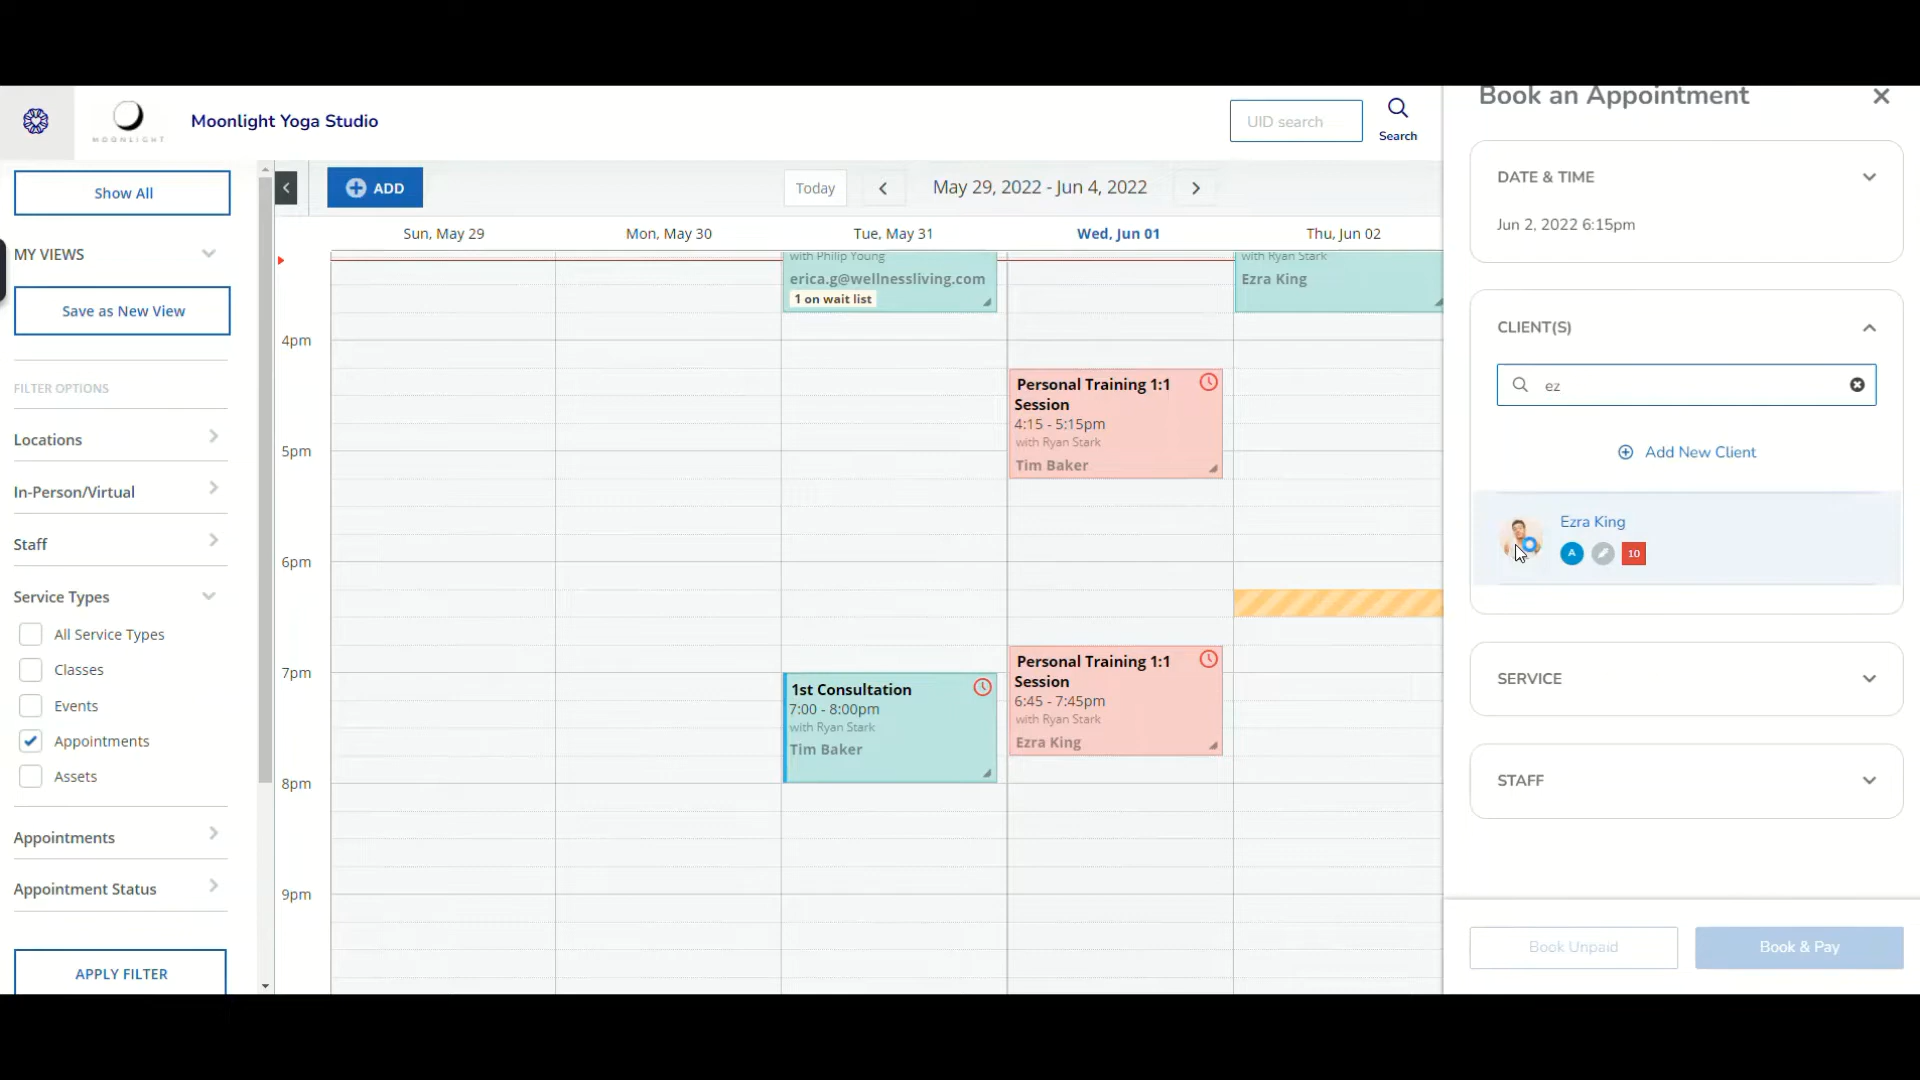 MOONLIGHT
Moonlight Yoga Studio
UID search
Search
Show All
MY VIEWS
Save as New View
FILTER OPTIONS
Locations
In-Person/Virtual
Staff
Service Types
All Service Types
Classes
Events
Appointments
Assets
Appointments
Appointment Status
APPLY FILTER
ADD
Today
May 29, 2022 - Jun 4, 2022
Sun, May 29
Mon, May 30
Tue, May 31
Wed, Jun 01
Thu, Jun 02
4pm
5pm
6pm
7pm
8pm
9pm
with Philip Young
erica.g@wellnessliving.com
1 on wait list
1st Consultation
7:00 - 8:00pm
with Ryan Stark
Tim Baker
Personal Training 1:1
Session
4:15 - 5:15pm
with Ryan Stark
Tim Baker
Personal Training 1:1
Session
6:45 - 7:45pm
with Ryan Stark
Ezra King
with Ryan Stark
Ezra King
Book an Appointment
DATE & TIME
Jun 2, 2022 6:15pm
CLIENT(S)
ez
Add New Client
Ezra King
A
10
SERVICE
STAFF
Book Unpaid
Book & Pay